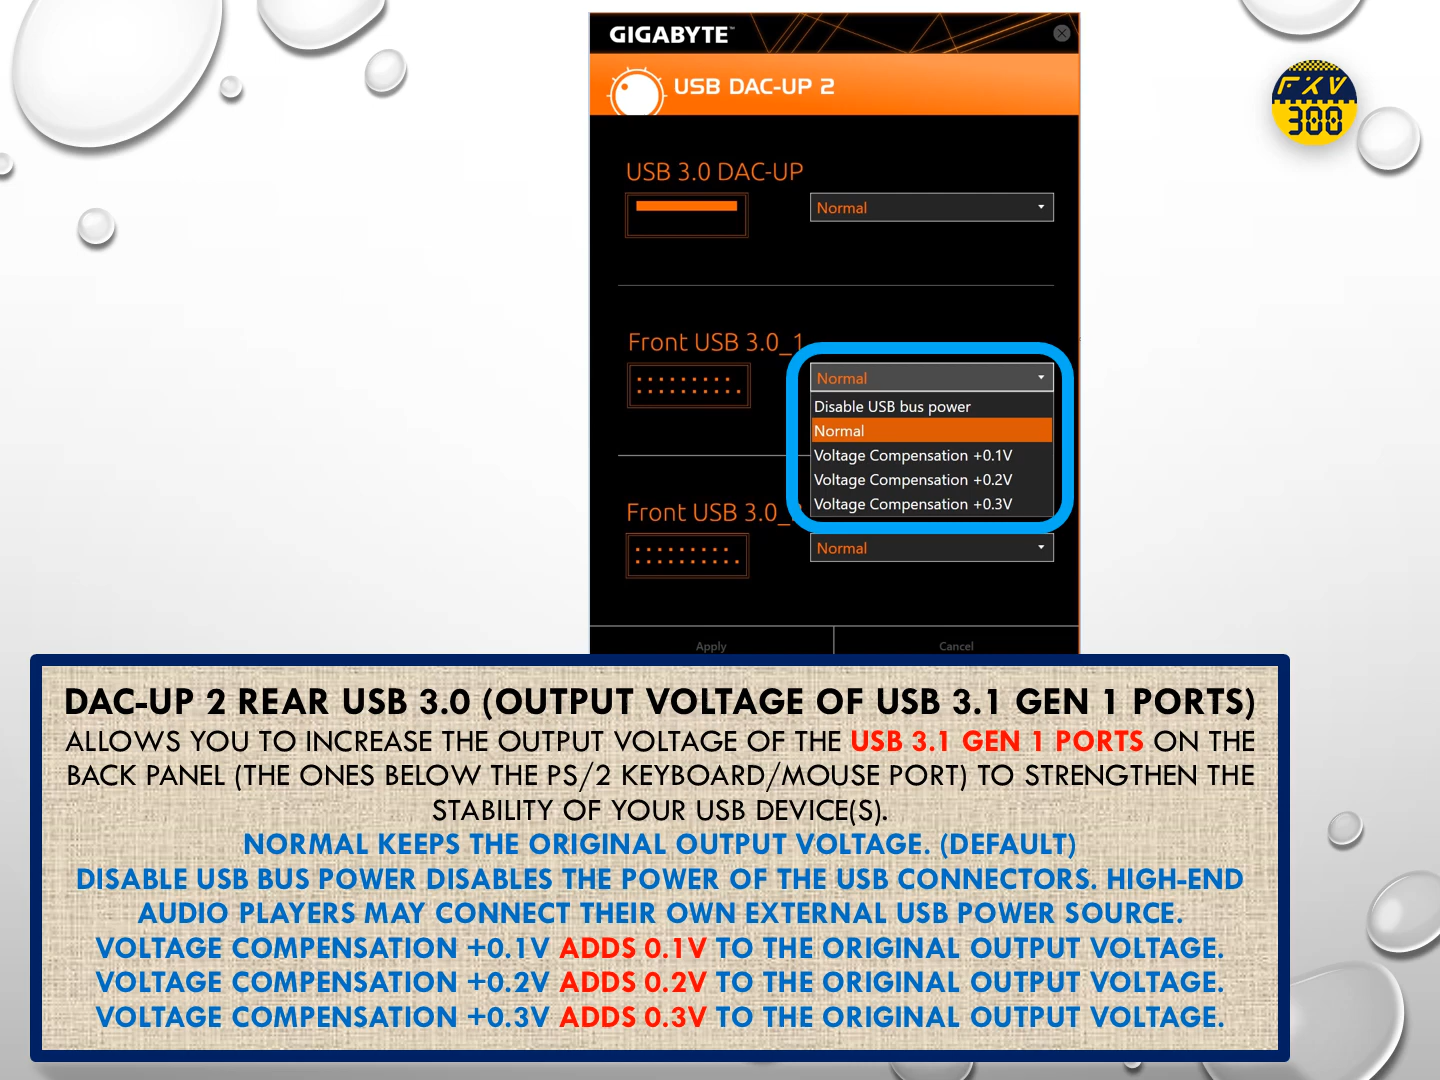 GIGABYTE™
USB DAC-UP 2
FXV
300
USB 3.0 DAC-UP
Normal
Front USB 3.0_1
Normal
Disable USB bus power
Normal
Voltage Compensation +0.1V
Voltage Compensation +0.2V
Voltage Compensation +0.3V
Front USB 3.0_
Normal
Apply
Cancel
DAC-UP 2 REAR USB 3.0 (OUTPUT VOLTAGE OF USB 3.1 GEN 1 PORTS)
ALLOWS YOU TO INCREASE THE OUTPUT VOLTAGE OF THE USB 3.1 GEN 1 PORTS ON THE
BACK PANEL (THE ONES BELOW THE PS/2 KEYBOARD/MOUSE PORT) TO STRENGTHEN THE
STABILITY OF YOUR USB DEVICE(S).
NORMAL KEEPS THE ORIGINAL OUTPUT VOLTAGE. (DEFAULT)
DISABLE USB BUS POWER DISABLES THE POWER OF THE USB CONNECTORS. HIGH-END
AUDIO PLAYERS MAY CONNECT THEIR OWN EXTERNAL USB POWER SOURCE.
VOLTAGE COMPENSATION +0.1V ADDS 0.1V TO THE ORIGINAL OUTPUT VOLTAGE.
VOLTAGE COMPENSATION +0.2V ADDS 0.2V TO THE ORIGINAL OUTPUT VOLTAGE.
VOLTAGE COMPENSATION +0.3V ADDS 0.3V TO THE ORIGINAL OUTPUT VOLTAGE.